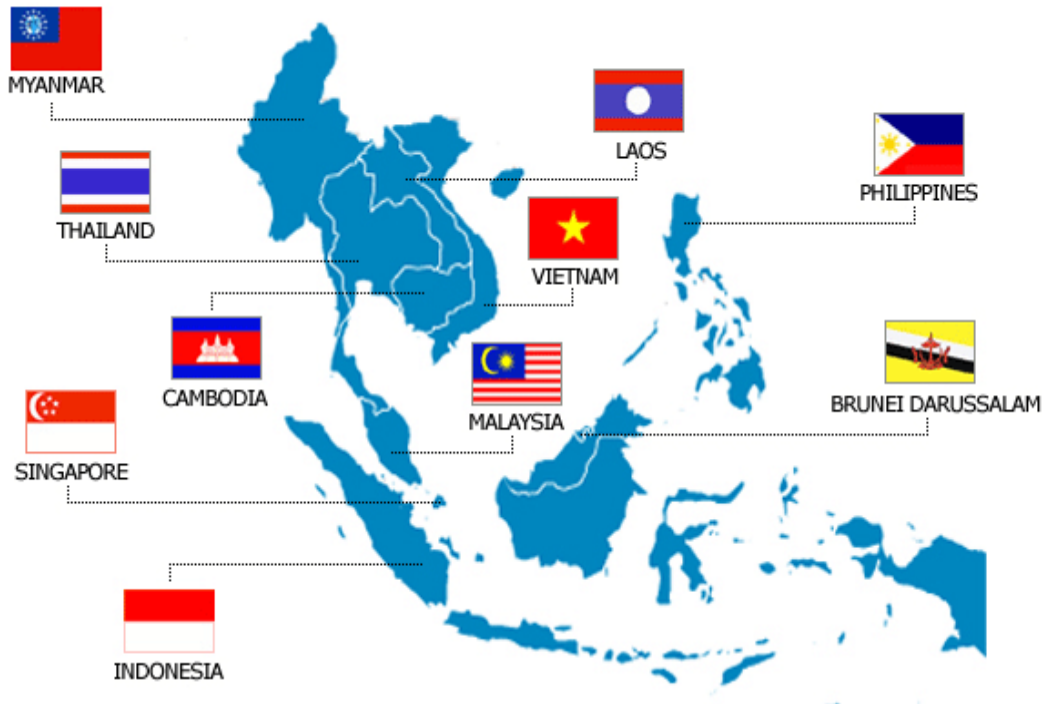 MYANMAR
LAOS
PHILIPPINES
THAILAND
VIETNAM
CAMBODIA
MALAYSIA
BRUNEI DARUSSALAM
SINGAPORE
INDONESIA